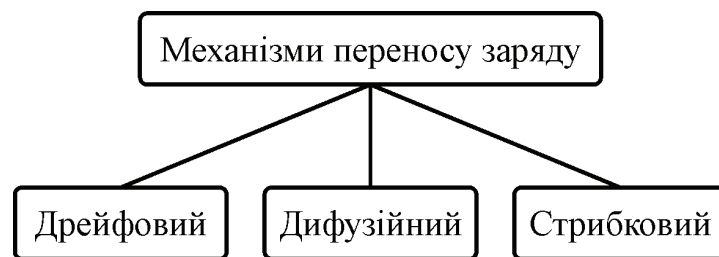 Механізми переносу заряду
Дрейфовий
Дифузійний
Стрибковий